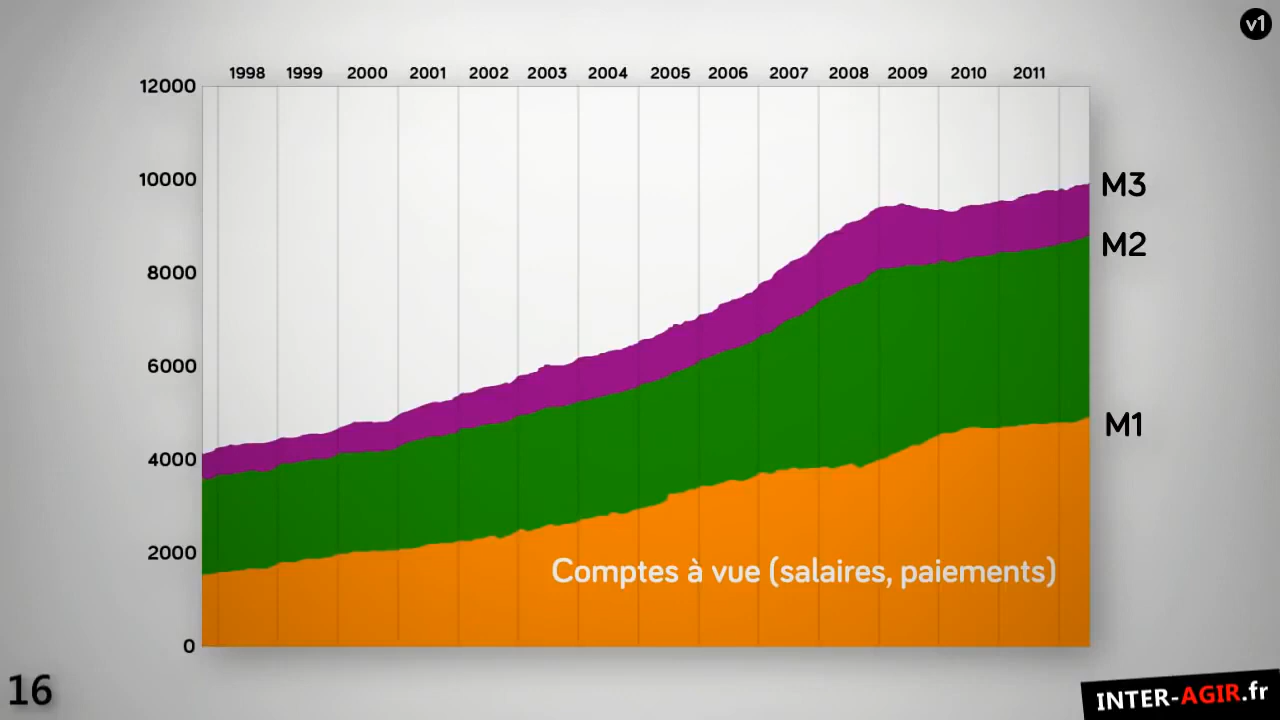 v1
1998 1999 2000 2001 2002 2003 2004 2005 2006 2007 2008 2009 2010 2011
12000
10000
M3
M2
8000
6000
M1
4000
2000
Comptes à vue (salaires, paiements)
0
16
INTER-AGIR.fr